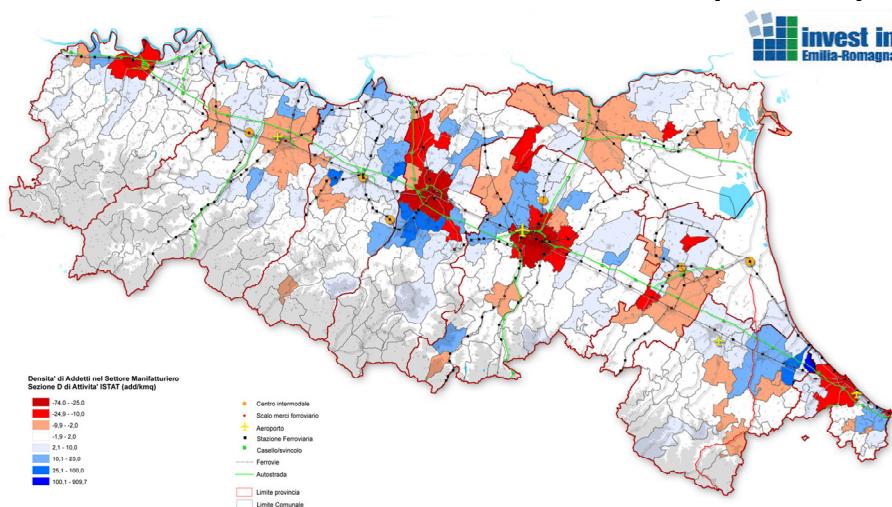 invest in
Emilia-Romagna
Densita' di Addetti nel Settore Manifatturiero
Sezione D di Attivita' ISTAT (add/kmq)
-74,0 - -25,0
-24,9 - -10,0
-9,9 - -2,0
-1,9 - 2,0
2,1 - 10,0
10,1 - 25,0
25,1 - 100,0
100,1 - 909,7
Centro intermodale
Scalo merci ferroviario
Aeroporto
Stazione Ferroviaria
Casello/svincolo
Ferrovie
Autostrada
Limite provincia
Limite Comunale